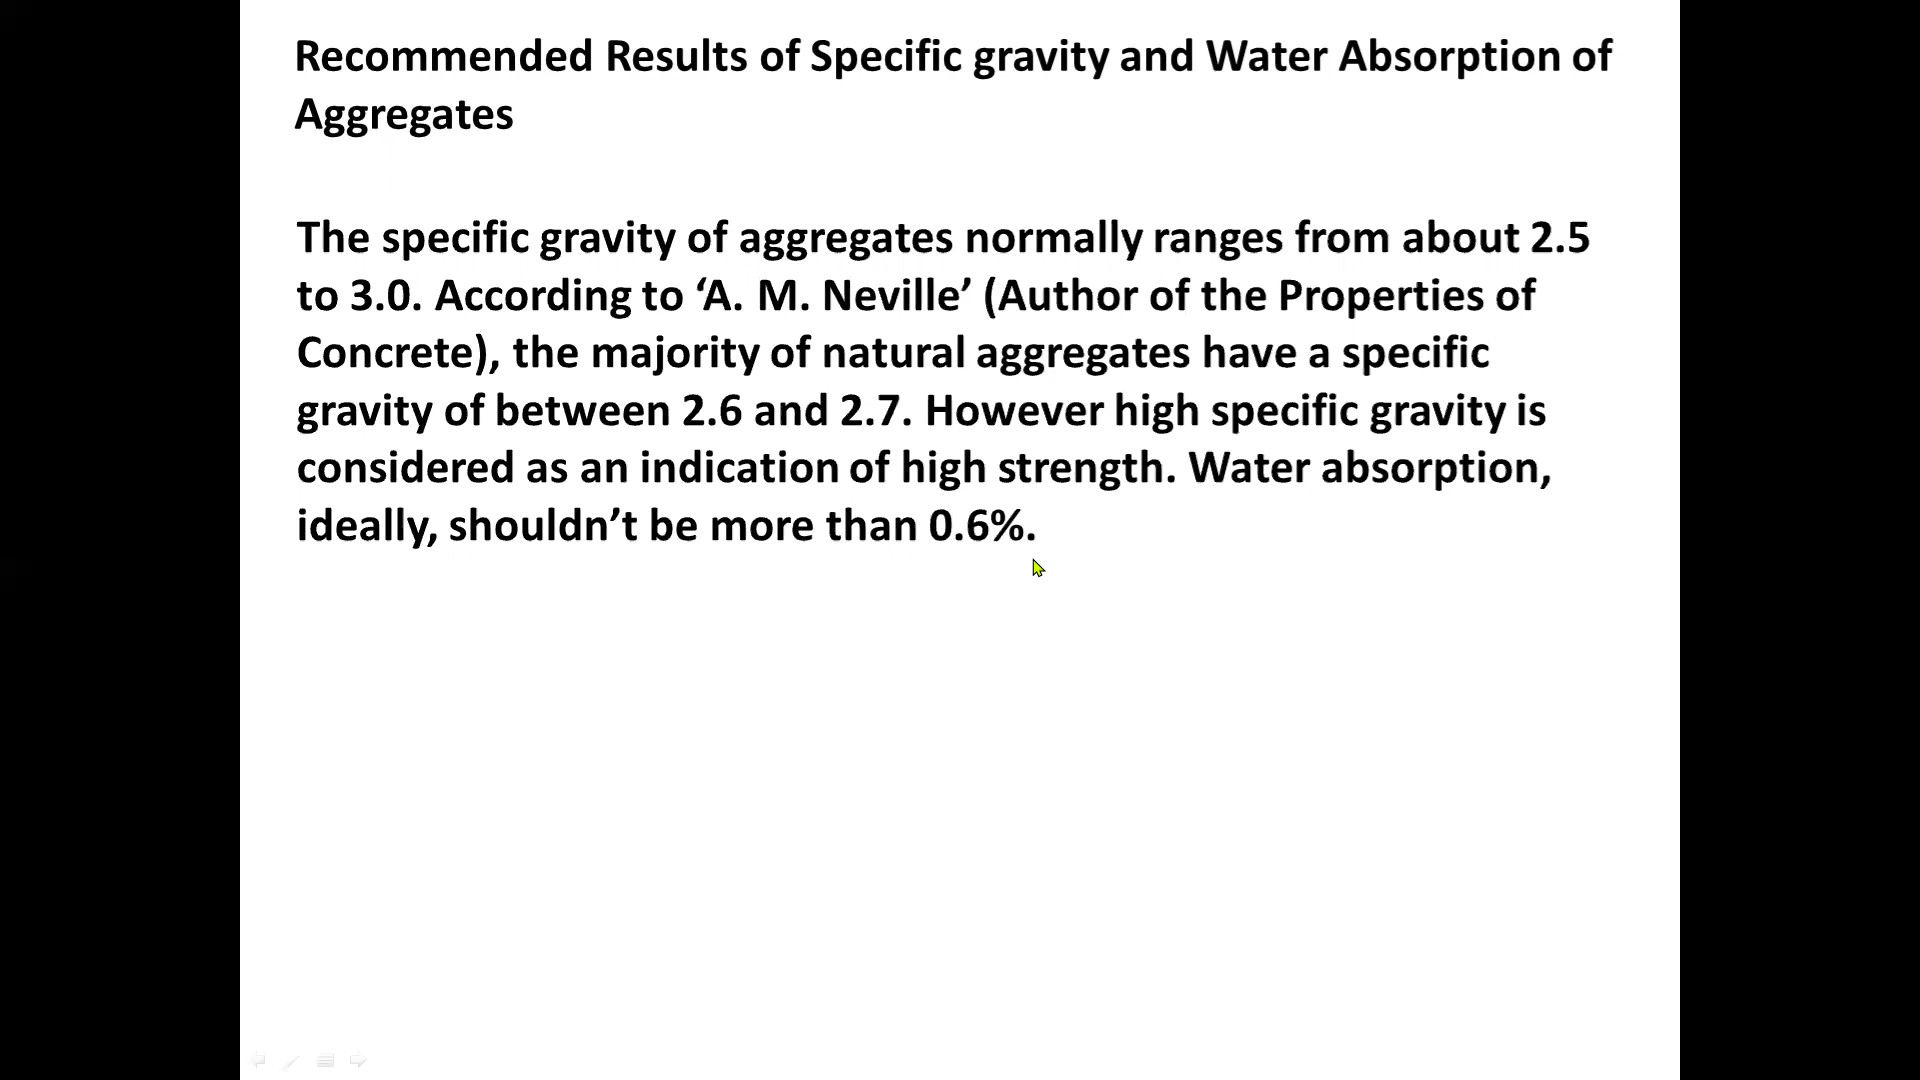 Recommended Results of Specific gravity and Water Absorption of
Aggregates
The specific gravity of aggregates normally ranges from about 2.5
to 3.0. According to ‘A. M. Neville’ (Author of the Properties of
Concrete), the majority of natural aggregates have a specific
gravity of between 2.6 and 2.7. However high specific gravity is
considered as an indication of high strength. Water absorption,
ideally, shouldn’t be more than 0.6%.